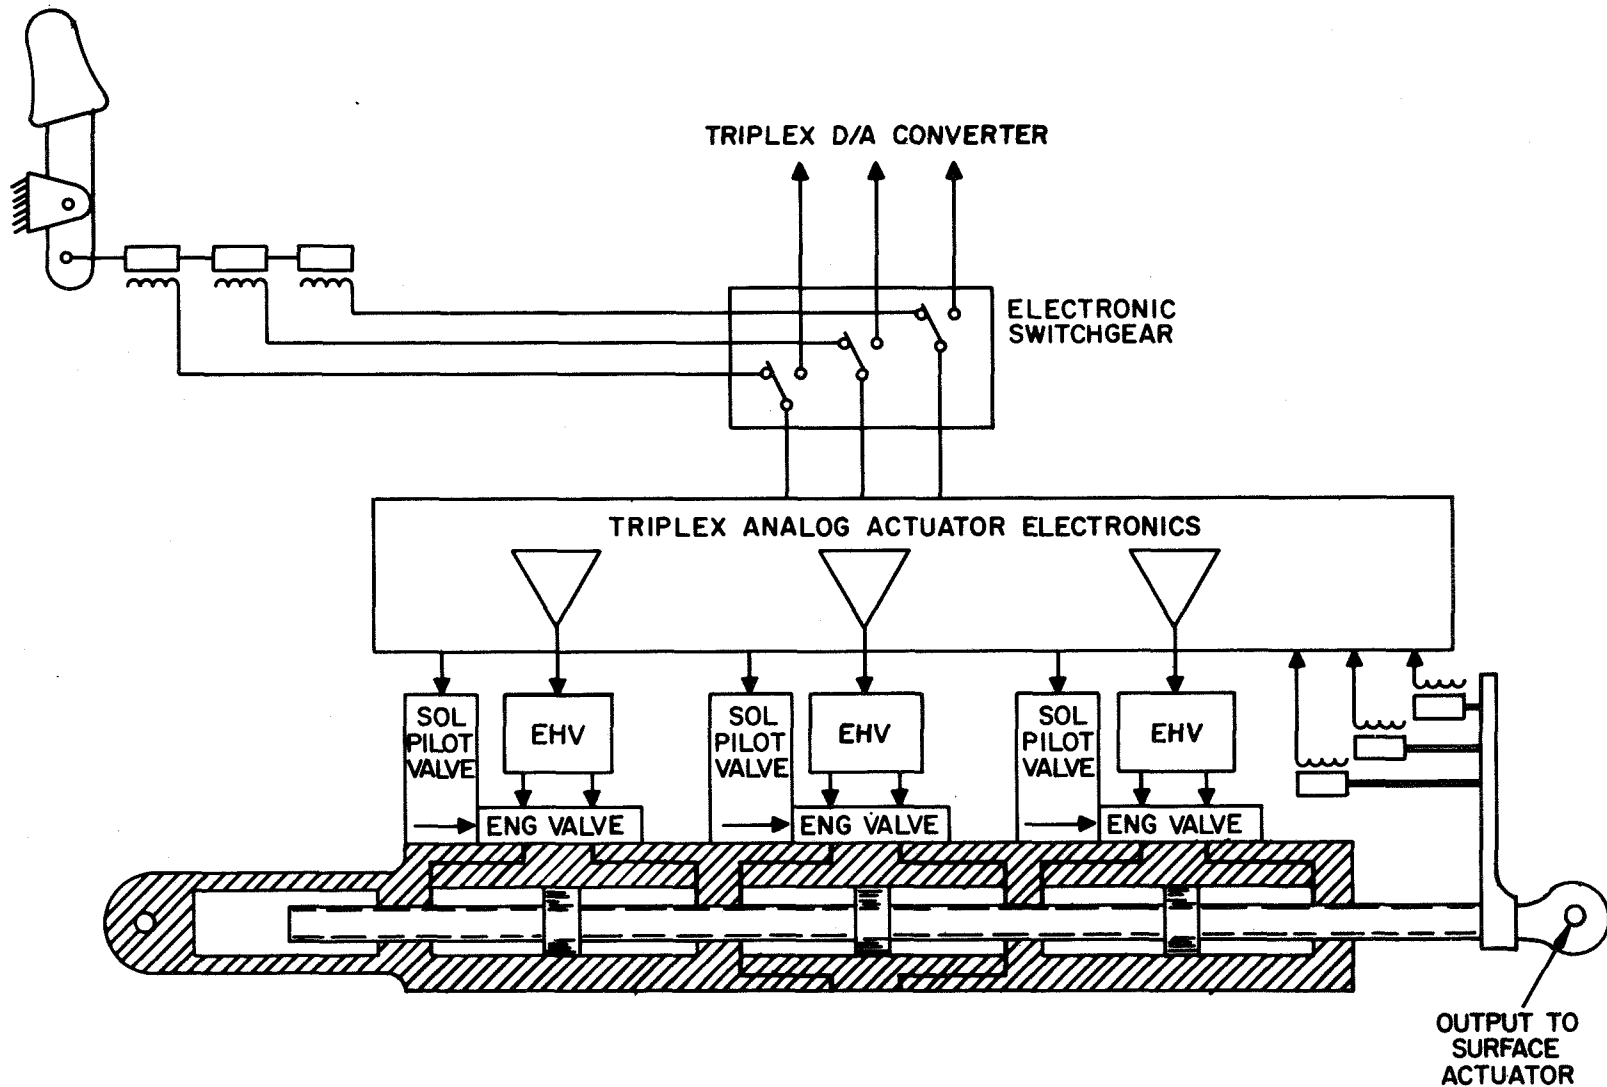 TRIPLEX D/A CONVERTER
ELECTRONIC
SWITCHGEAR
TRIPLEX ANALOG ACTUATOR ELECTRONICS
SOL
PILOT
VALVE
EHV
ENG VALVE
SOL
PILOT
VALVE
EHV
ENG VALVE
SOL
PILOT
VALVE
EHV
ENG VALVE
OUTPUT TO
SURFACE
ACTUATOR